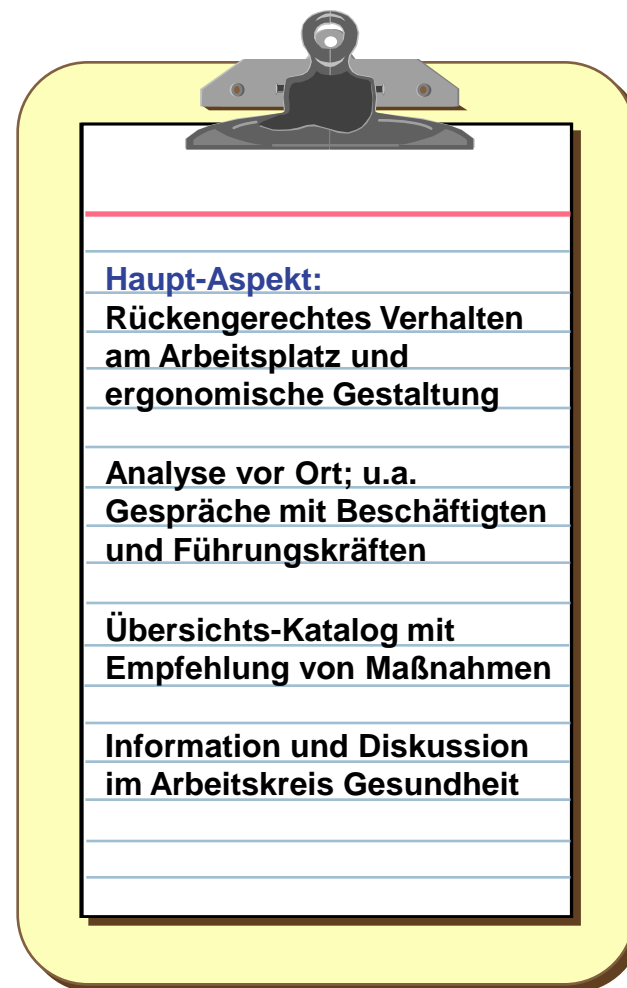 Haupt-Aspekt:
Rückengerechtes Verhalten
am Arbeitsplatz und
ergonomische Gestaltung
Analyse vor Ort; u.a.
Gespräche mit Beschäftigten
und Führungskräften
Übersichts-Katalog mit
Empfehlung von Maßnahmen
Information und Diskussion
im Arbeitskreis Gesundheit